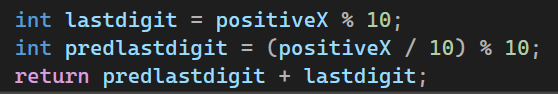 int lastdigit = positiveX % 10;
int predlastdigit = (positiveX / 10) % 10;
return predlastdigit + lastdigit;